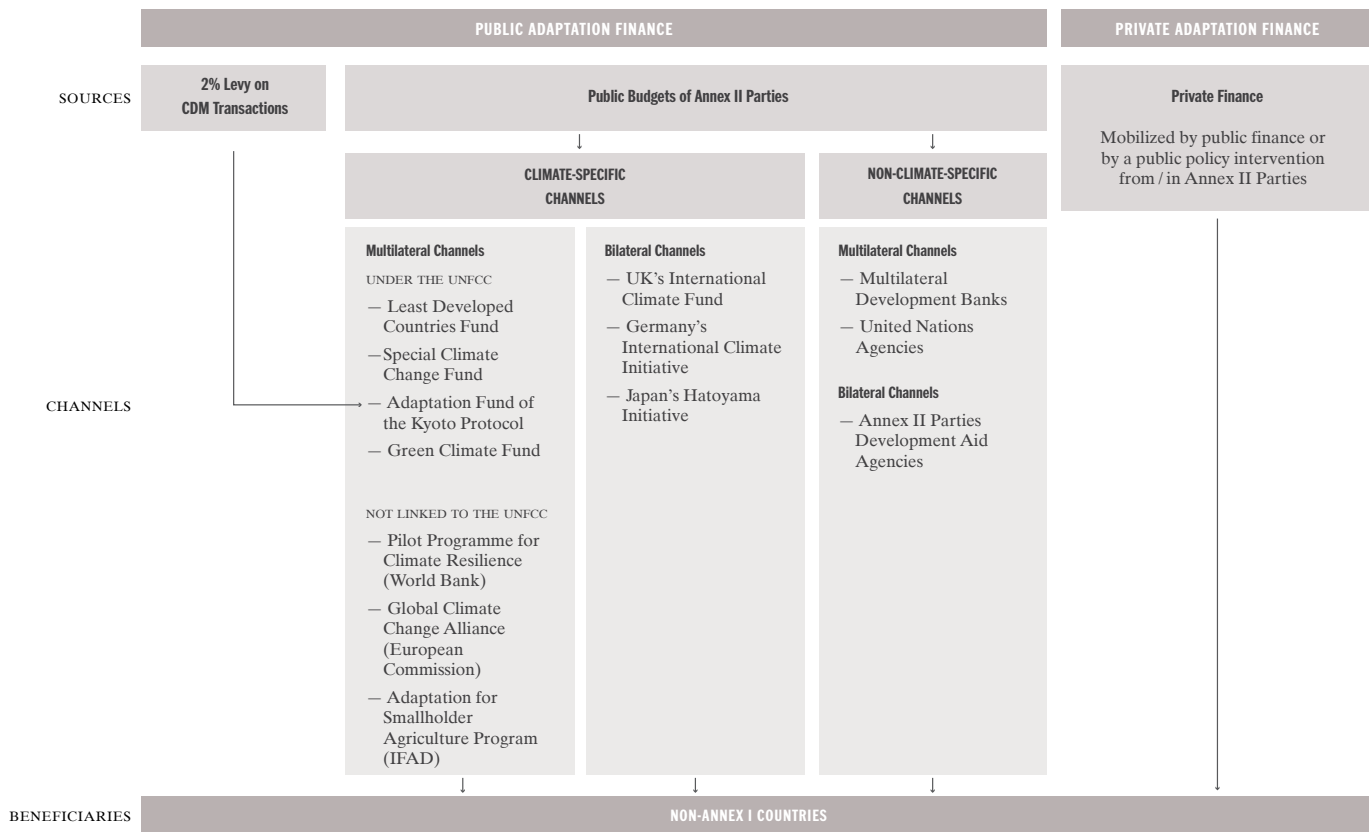 PUBLIC ADAPTATION FINANCE
PRIVATE ADAPTATION FINANCE
SOURCES
2% Levy on
CDM Transactions
Public Budgets of Annex II Parties
Private Finance
Mobilized by public finance or
by a public policy intervention
from / in Annex II Parties
CLIMATE-SPECIFIC
CHANNELS
NON-CLIMATE-SPECIFIC
CHANNELS
CHANNELS
Multilateral Channels
UNDER THE UNFCC
— Least Developed
Countries Fund
—Special Climate
Change Fund
— Adaptation Fund of
the Kyoto Protocol
— Green Climate Fund
NOT LINKED TO THE UNFCC
— Pilot Programme for
Climate Resilience
(World Bank)
— Global Climate
Change Alliance
(European
Commission)
— Adaptation for
Smallholder
Agriculture Program
(IFAD)
Bilateral Channels
— UK's International
Climate Fund
— Germany's
International Climate
Initiative
— Japan's Hatoyama
Initiative
Multilateral Channels
— Multilateral
Development Banks
— United Nations
Agencies
Bilateral Channels
— Annex II Parties
Development Aid
Agencies
BENEFICIARIES
NON-ANNEX I COUNTRIES